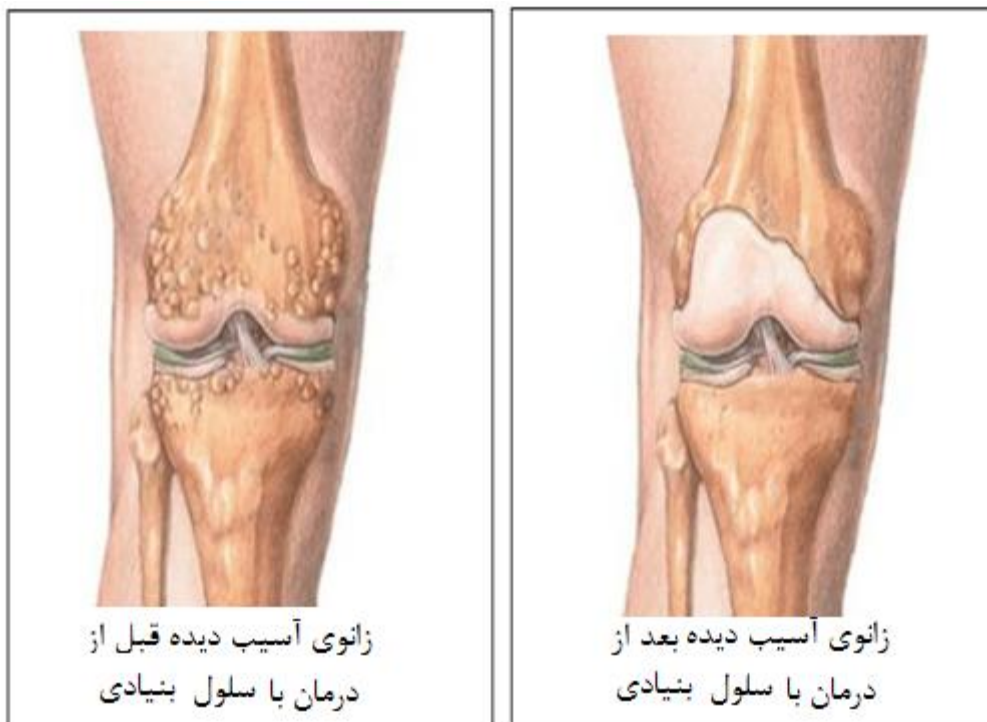 زانوی آسیب دیده قبل از
درمان با سلول بنیادی
زانوی آسیب دیده بعد از
درمان با سلول بنیادی